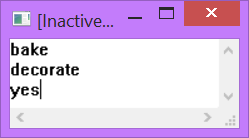 [Inactive...
bake
decorate
yes